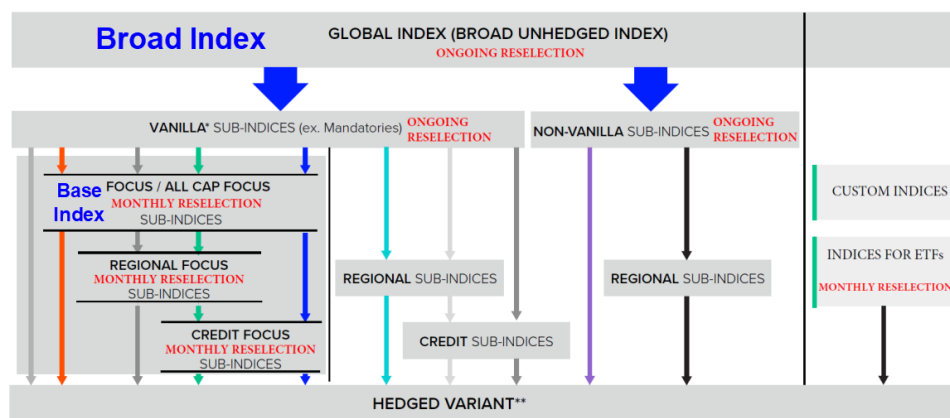 Broad Index
GLOBAL INDEX (BROAD UNHEDGED INDEX)
ONGOING RESELECTION
VANILLA* SUB-INDICES (ex. Mandatories)
ONGOING
RESELECTION
NON-VANILLA SUB-INDICES
ONGOING
RESELECTION
Base
Index
FOCUS / ALL CAP FOCUS
MONTHLY RESELECTION
SUB-INDICES
REGIONAL FOCUS
MONTHLY RESELECTION
SUB-INDICES
CREDIT FOCUS
MONTHLY RESELECTION
SUB-INDICES
REGIONAL SUB-INDICES
CREDIT SUB-INDICES
REGIONAL SUB-INDICES
CUSTOM INDICES
INDICES FOR ETFs
MONTHLY RESELECTION
HEDGED VARIANT**